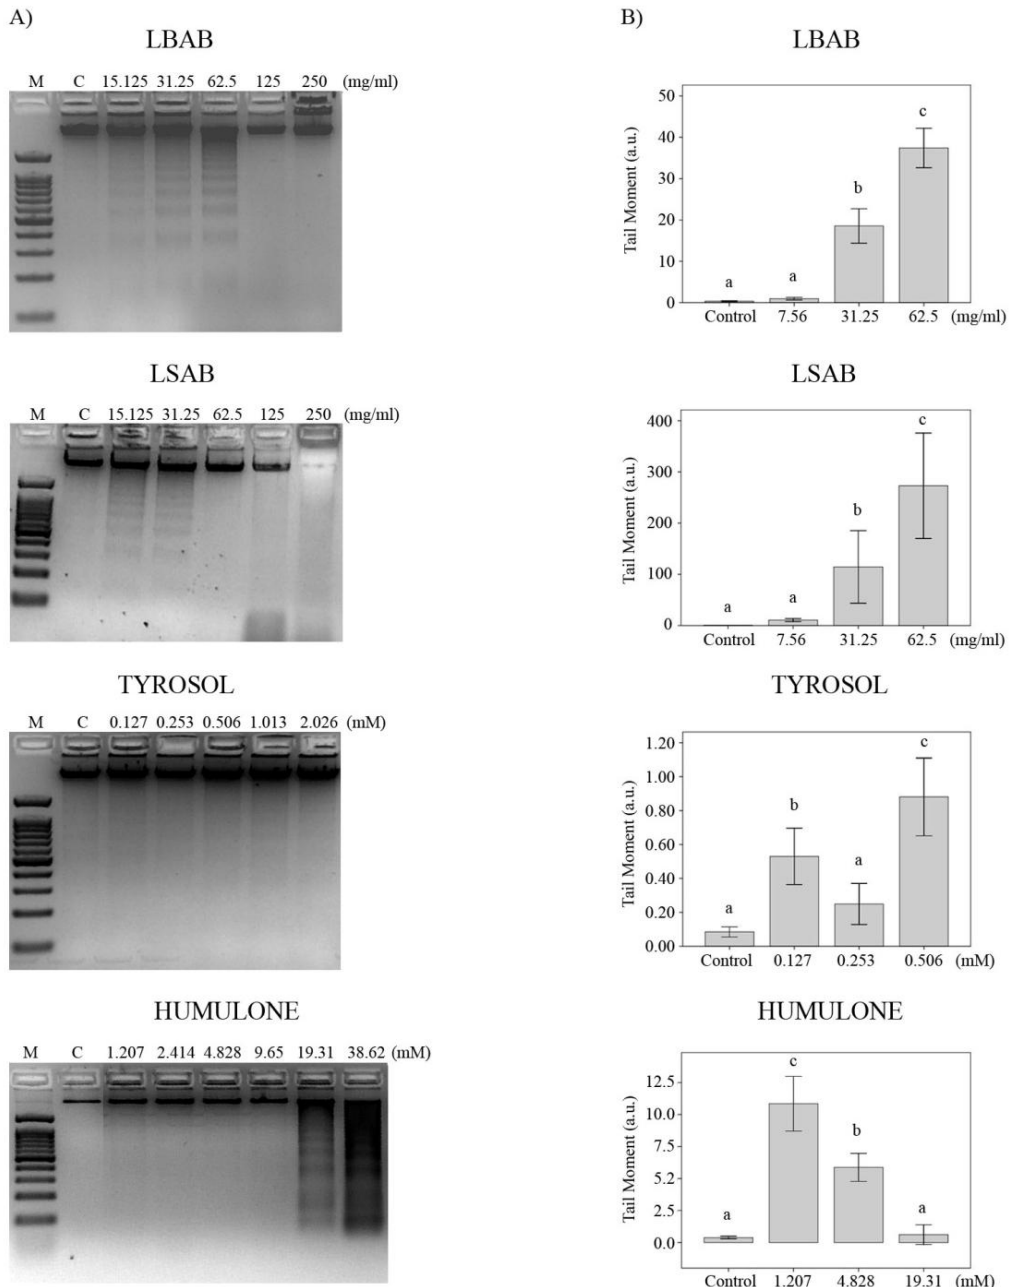 A)
LBAB
M C 15.125 31.25 62.5 125 250 (mg/ml)
LSAB
M C 15.125 31.25 62.5 125 250 (mg/ml)
TYROSOL
M C 0.127 0.253 0.506 1.013 2.026 (mM)
HUMULONE
M C 1.207 2.414 4.828 9.65 19.31 38.62 (mM)
B)
LBAB
Tail Moment (a.u.)
50
40
30
20
10
0
a a b c
Control 7.56 31.25 62.5 (mg/ml)
LSAB
Tail Moment (a.u.)
400
300
200
100
0
a a b c
Control 7.56 31.25 62.5 (mg/ml)
TYROSOL
Tail Moment (a.u.)
1.20
1.00
0.80
0.60
0.40
0.20
0.00
a b a c
Control 0.127 0.253 0.506 (mM)
HUMULONE
Tail Moment (a.u.)
12.5
10.0
7.5
5.2
2.5
0.0
a c b a
Control 1.207 4.828 19.31 (mM)